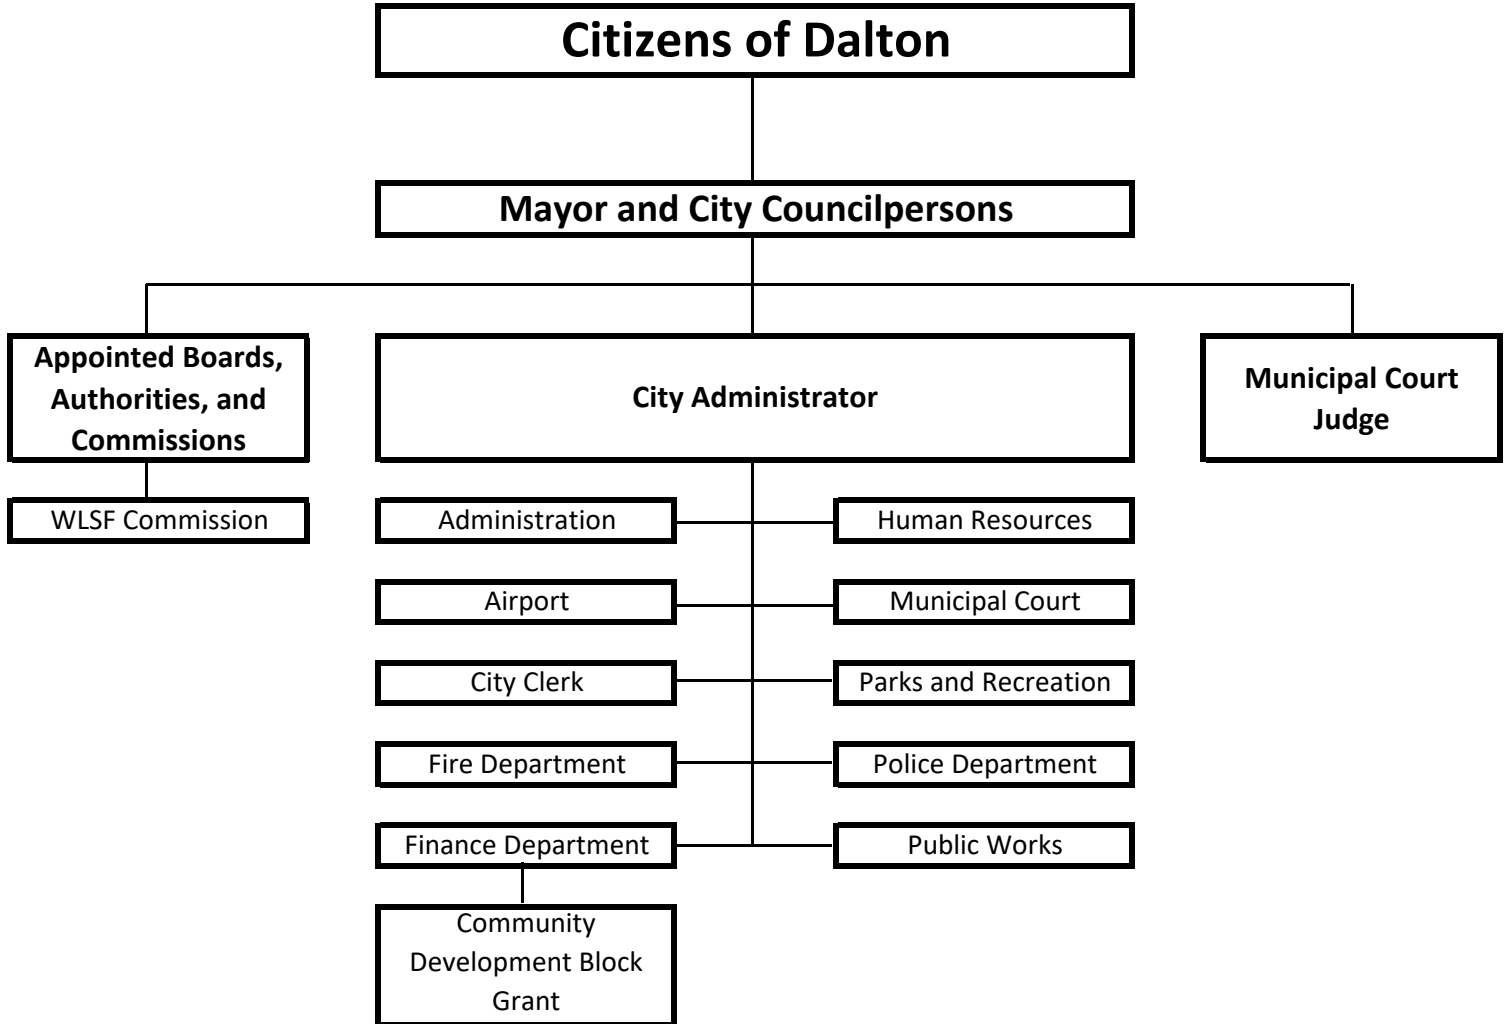 Citizens of Dalton
Mayor and City Councilpersons
Appointed Boards,
Authorities, and
Commissions
City Administrator
Municipal Court
Judge
WLSF Commission
Administration
Human Resources
Airport
Municipal Court
City Clerk
Parks and Recreation
Fire Department
Police Department
Finance Department
Public Works
Community
Development Block
Grant